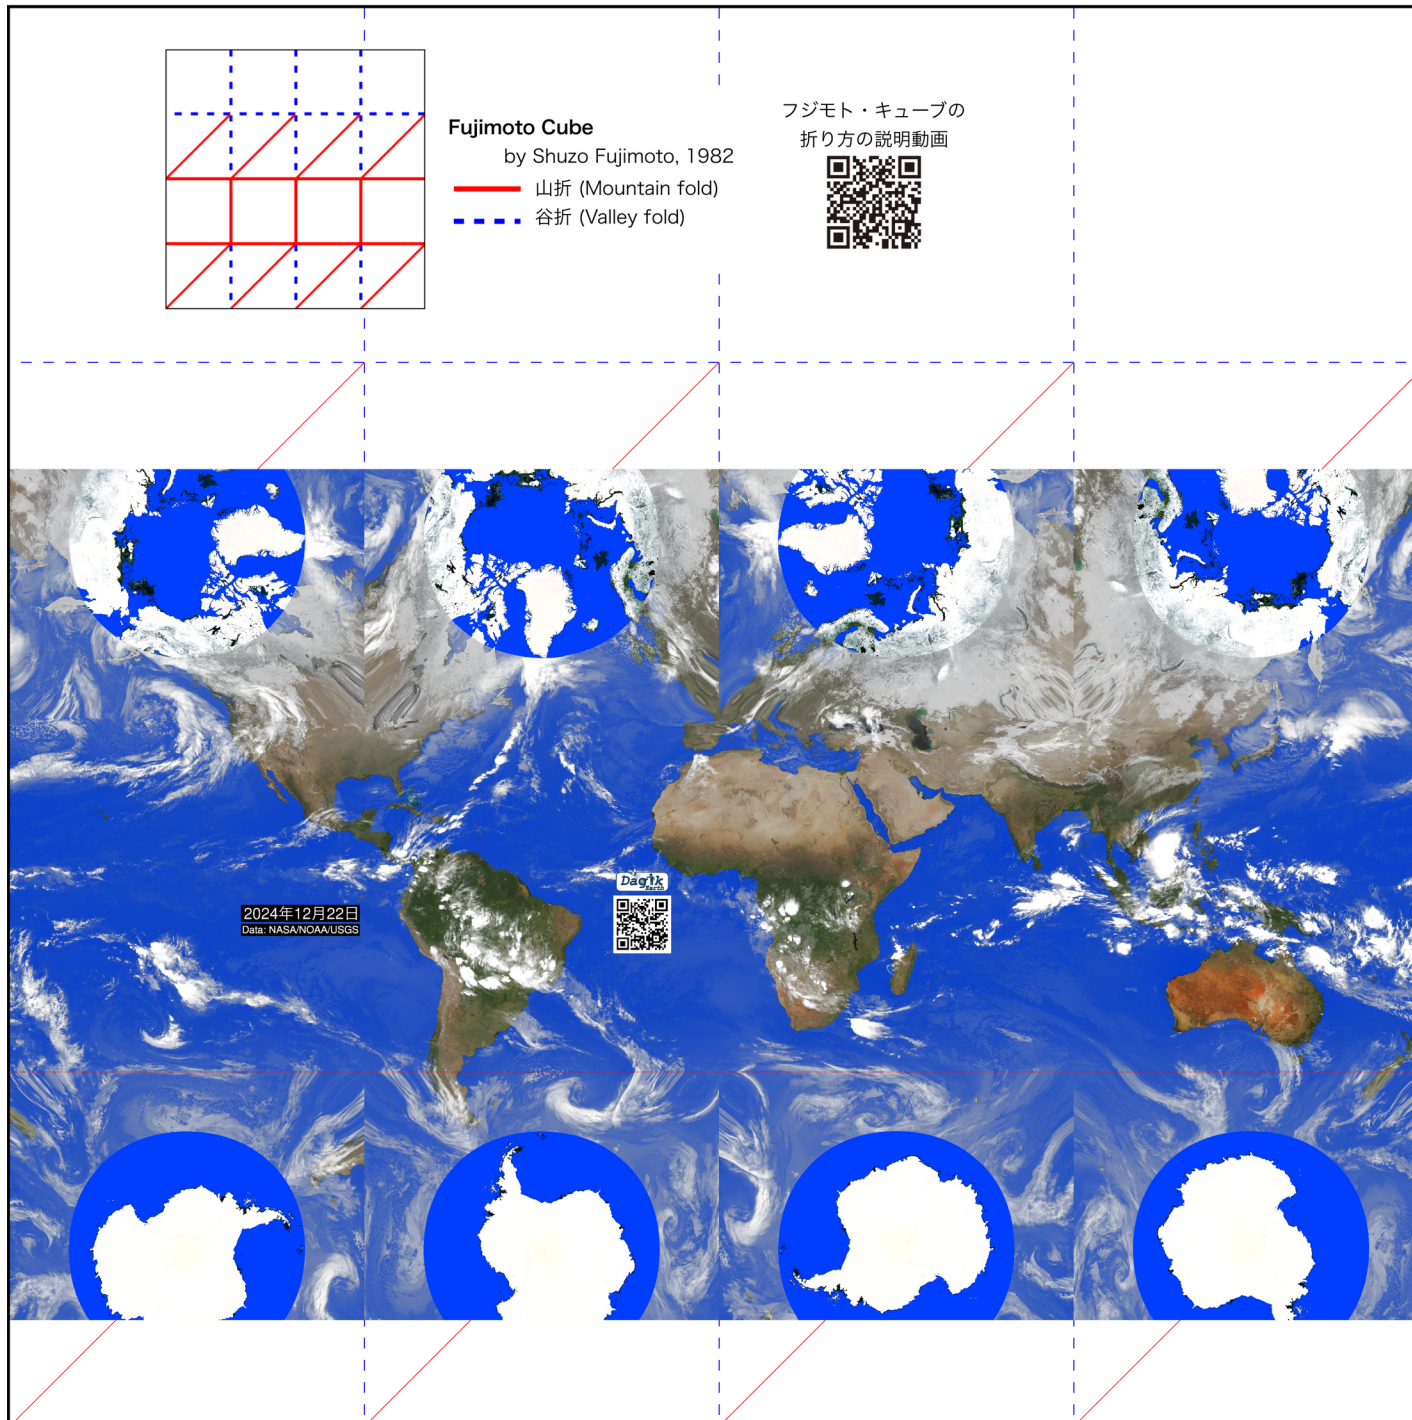 Fujimoto Cube
by Shuzo Fujimoto, 1982
山折 (Mountain fold)
谷折 (Valley fold)
フジモト・キューブの
折り方の説明動画
Dagik
Earth
2024年12月22日
Data: NASA/NOAA/USGS